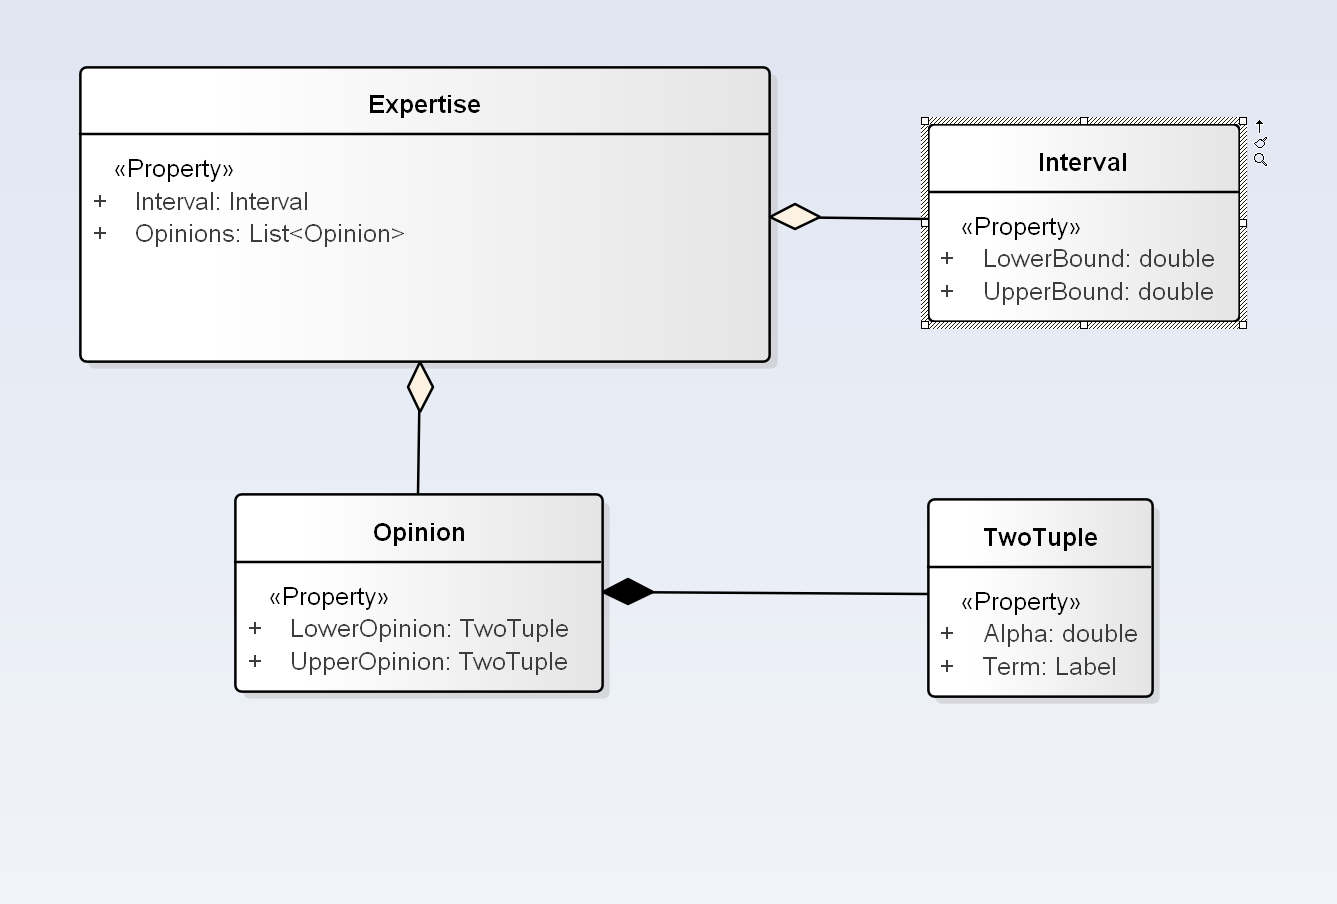 Expertise
«Property»
+ Interval: Interval
+ Opinions: List<Opinion>
Interval
«Property»
+ LowerBound: double
+ UpperBound: double
Opinion
«Property»
+ LowerOpinion: TwoTuple
+ UpperOpinion: TwoTuple
TwoTuple
«Property»
+ Alpha: double
+ Term: Label